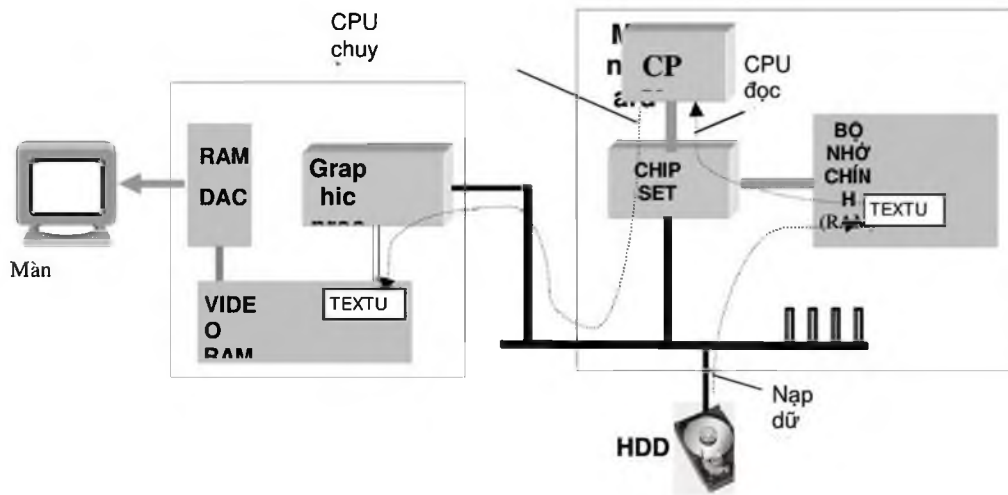 CPU
chuy
CP
CPU
đọc
RAM
DAC
Grap
hic
CHIP
SET
BỘ
NHỚ
CHÍN
H
(RAM)
TEXTU
Màn
VIDE
O
RAM
TEXTU
Nạp
dữ
HDD